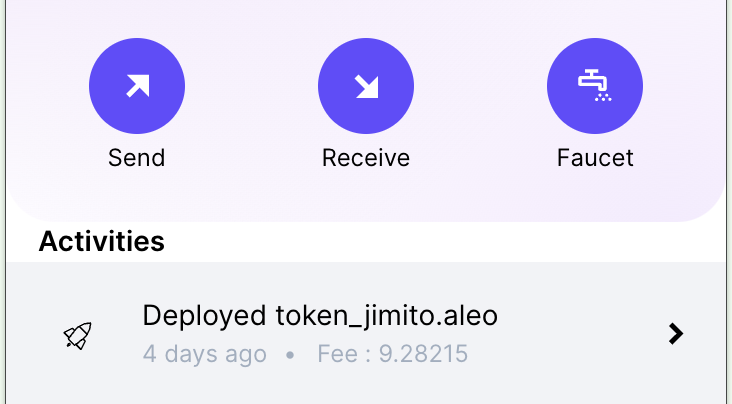 Send
Receive
Faucet
Activities
Deployed token_jimito.aleo
4 days ago • Fee : 9.28215